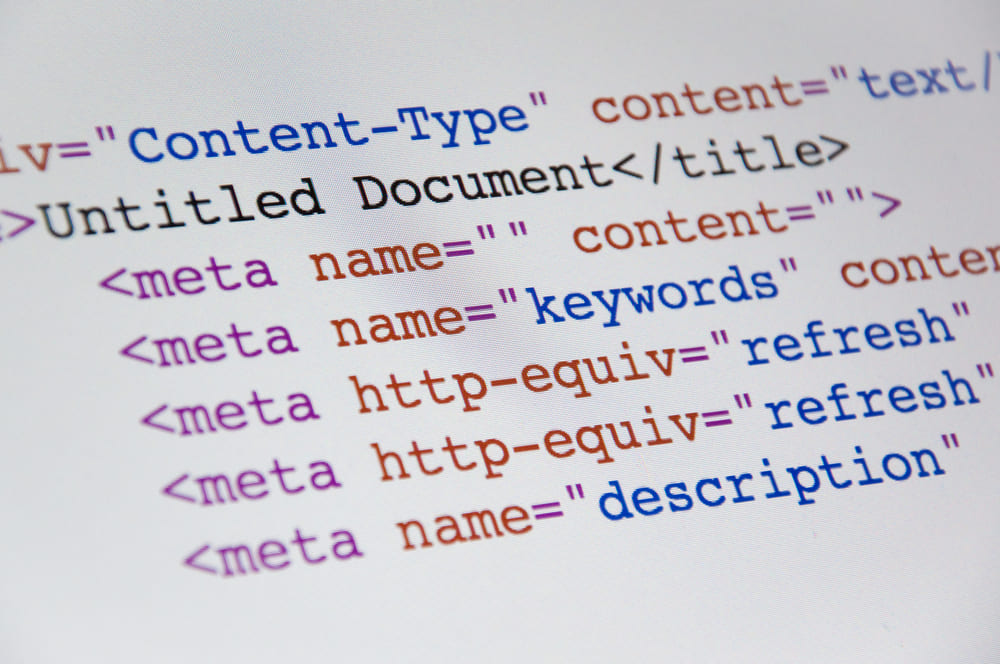 iv="Content-Type" content="text/
>Untitled Document</title>
<meta name="" content="">
<meta name="keywords" conten
<meta http-equiv="refresh"
<meta http-equiv="refresh"
<meta name="description"